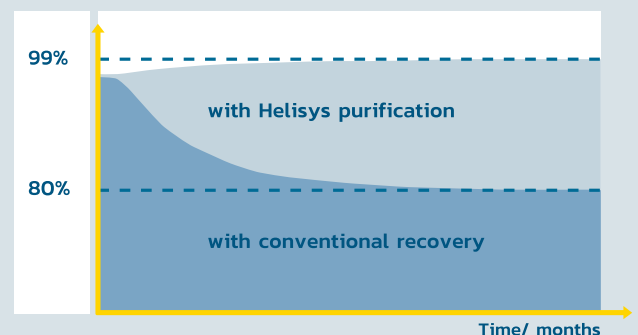 99%
with Helisys purification
80%
with conventional recovery
Time/ months